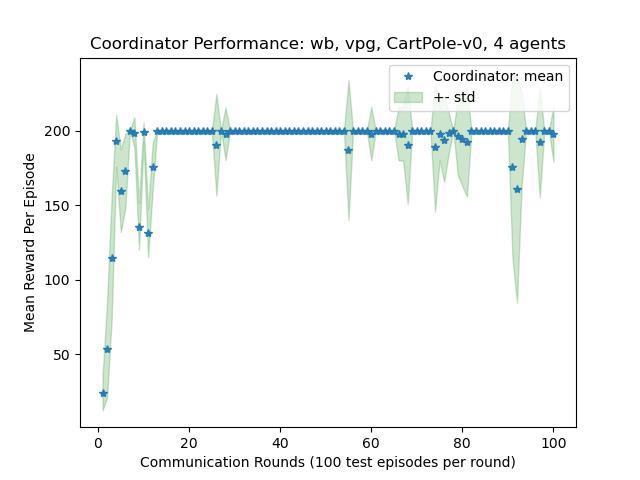 Coordinator Performance: wb, vpg, CartPole-v0, 4 agents
Coordinator: mean
+- std
Mean Reward Per Episode
200
150
100
50
0
20
40
60
80
100
Communication Rounds (100 test episodes per round)